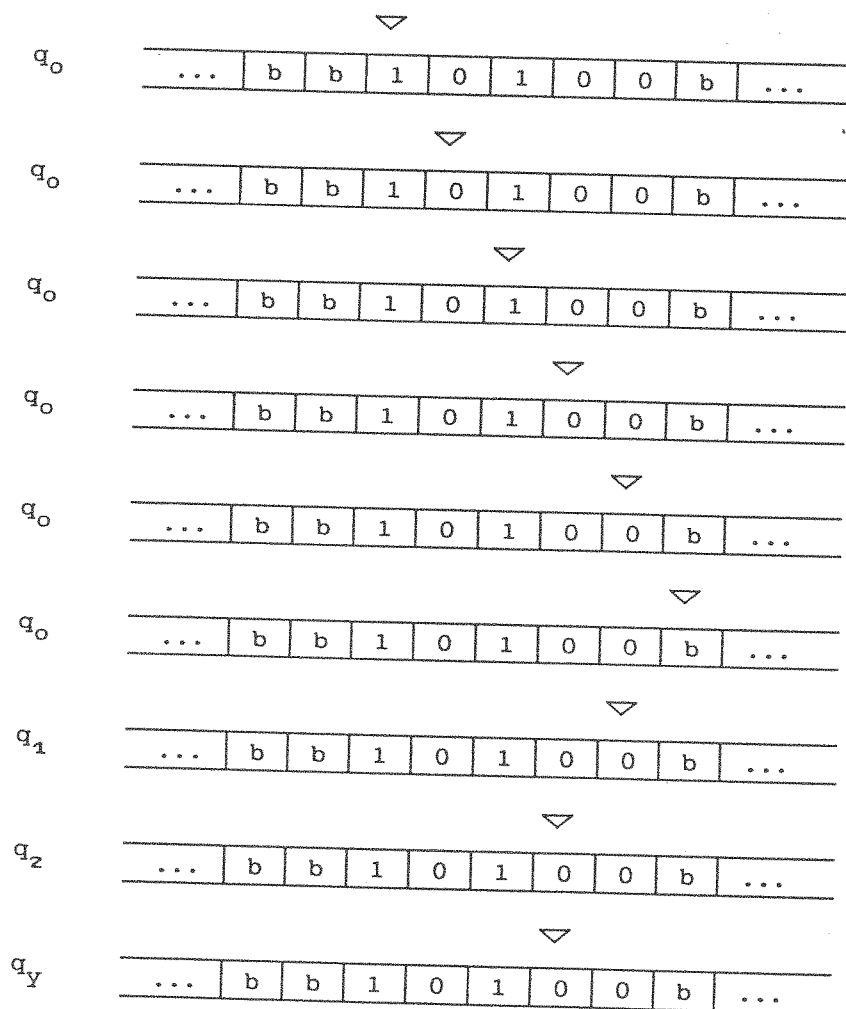 q₀ ... b b 1 0 1 0 0 b ...
q₀ ... b b 1 0 1 0 0 b ...
q₀ ... b b 1 0 1 0 0 b ...
q₀ ... b b 1 0 1 0 0 b ...
q₀ ... b b 1 0 1 0 0 b ...
q₀ ... b b 1 0 1 0 0 b ...
q₁ ... b b 1 0 1 0 0 b ...
q₂ ... b b 1 0 1 0 0 b ...
qY ... b b 1 0 1 0 0 b ...